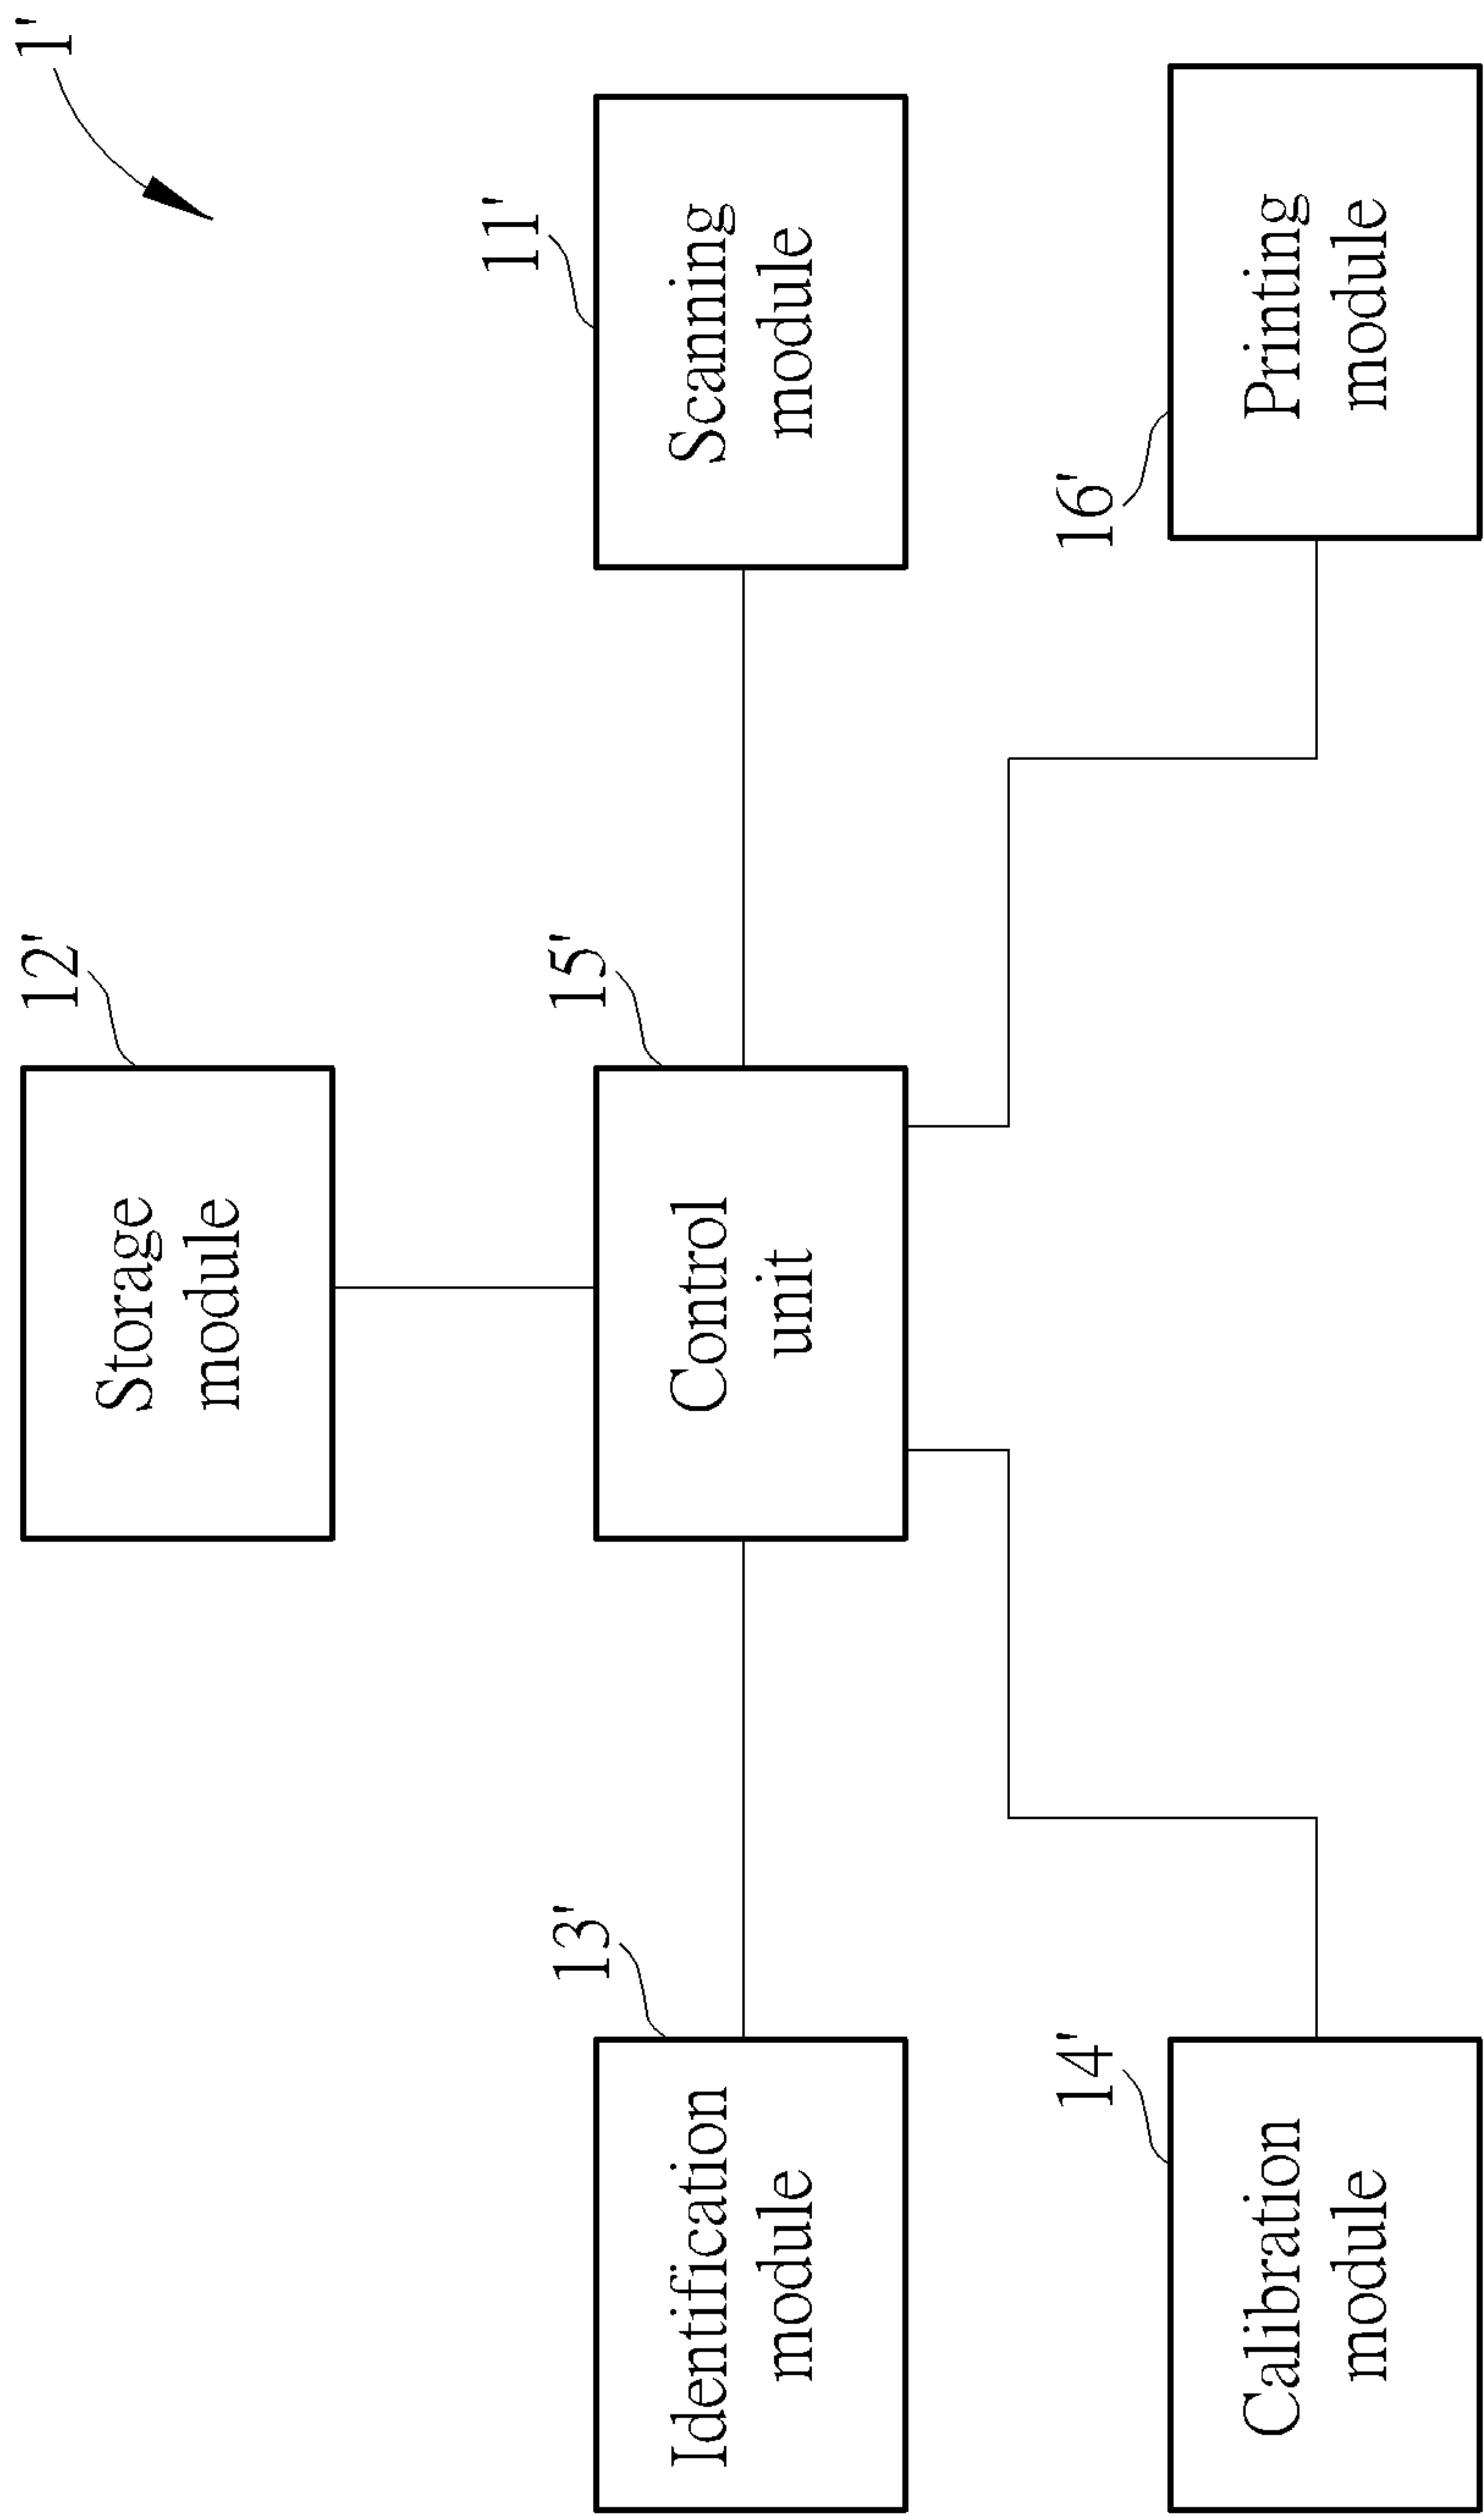 1'
12'
Storage
module
13'
Identification
module
15'
Control
unit
11'
Scanning
module
14'
Calibration
module
16'
Printing
module